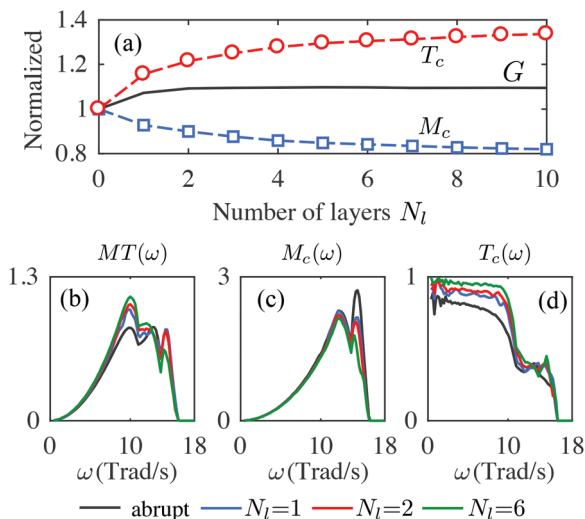 Normalized
1.4
1.2
1.0
0.8
(a)
T_c
G
M_c
0 2 4 6 8 10
Number of layers N_l
MT(ω) M_c(ω) T_c(ω)
1.3 3 1
(b) (c) (d)
0 0 0
0 10 18 0 10 18 0 10 18
ω(Trad/s) ω(Trad/s) ω(Trad/s)
abrupt N_l=1 N_l=2 N_l=6